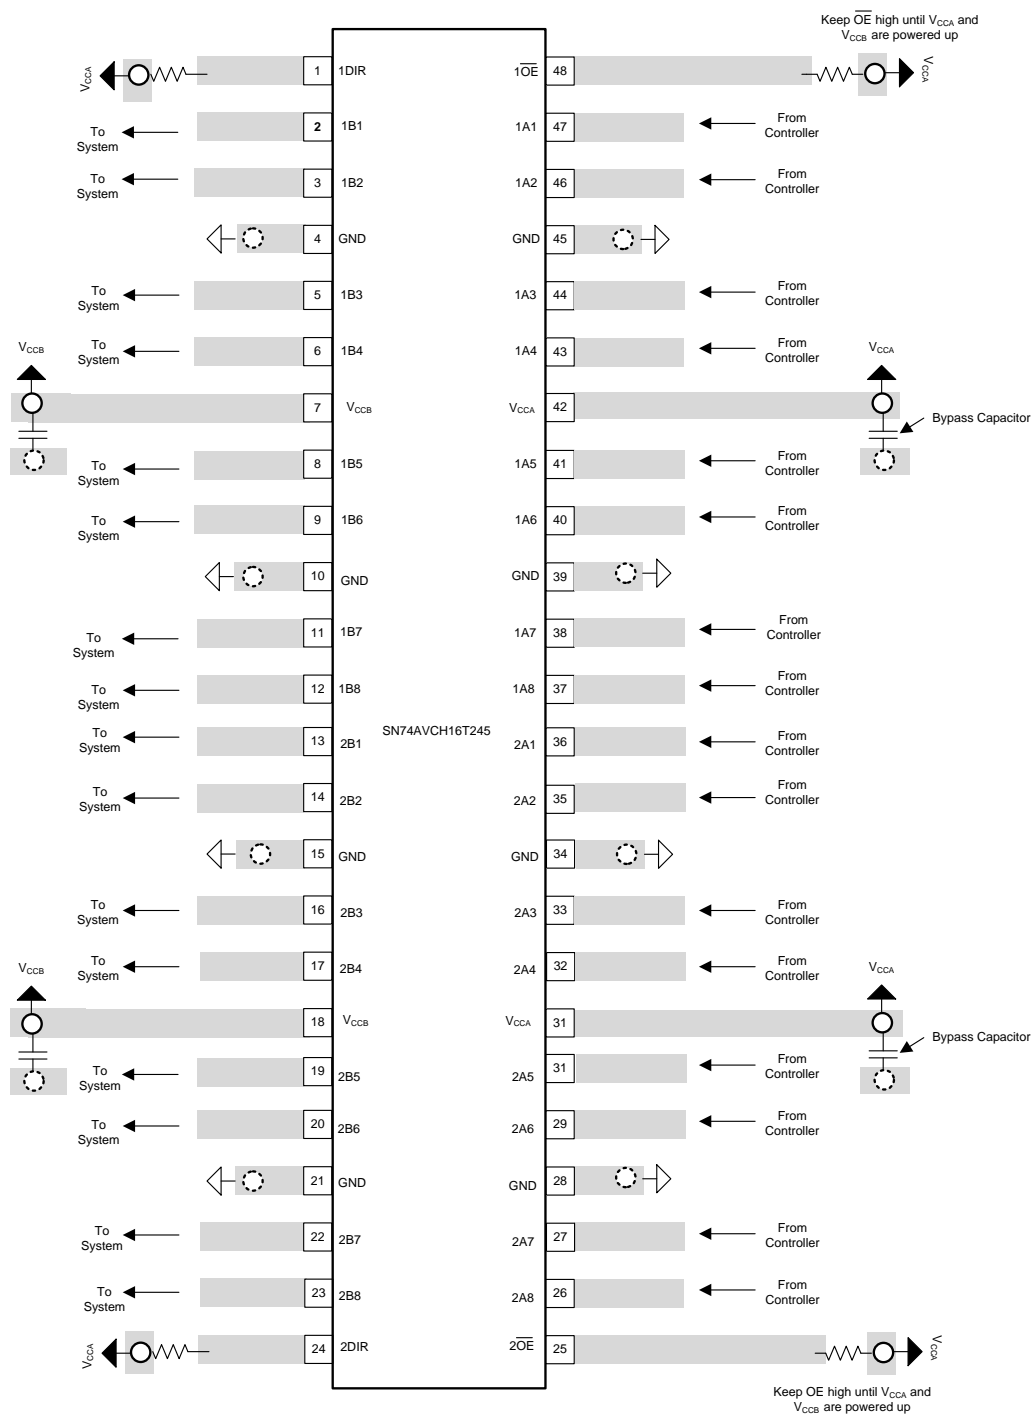 Keep OE high until VCCA and
VCCB are powered up
VCCA
1
1DIR
1OE
48
VCCA
To
System
2
1B1
1A1
47
From
Controller
To
System
3
1B2
1A2
46
From
Controller
4
GND
GND
45
To
System
5
1B3
1A3
44
From
Controller
To
System
6
1B4
1A4
43
From
Controller
VCCB
VCCA
7
VCCB
VCCA
42
Bypass Capacitor
To
System
8
1B5
1A5
41
From
Controller
To
System
9
1B6
1A6
40
From
Controller
10
GND
GND
39
To
System
11
1B7
1A7
38
From
Controller
To
System
12
1B8
1A8
37
From
Controller
SN74AVCH16T245
To
System
13
2B1
2A1
36
From
Controller
To
System
14
2B2
2A2
35
From
Controller
15
GND
GND
34
To
System
16
2B3
2A3
33
From
Controller
To
System
17
2B4
2A4
32
From
Controller
VCCB
VCCA
18
VCCB
VCCA
31
Bypass Capacitor
To
System
19
2B5
2A5
31
From
Controller
To
System
20
2B6
2A6
29
From
Controller
21
GND
GND
28
To
System
22
2B7
2A7
27
From
Controller
To
System
23
2B8
2A8
26
From
Controller
VCCA
24
2DIR
2OE
25
VCCA
Keep OE high until VCCA and
VCCB are powered up